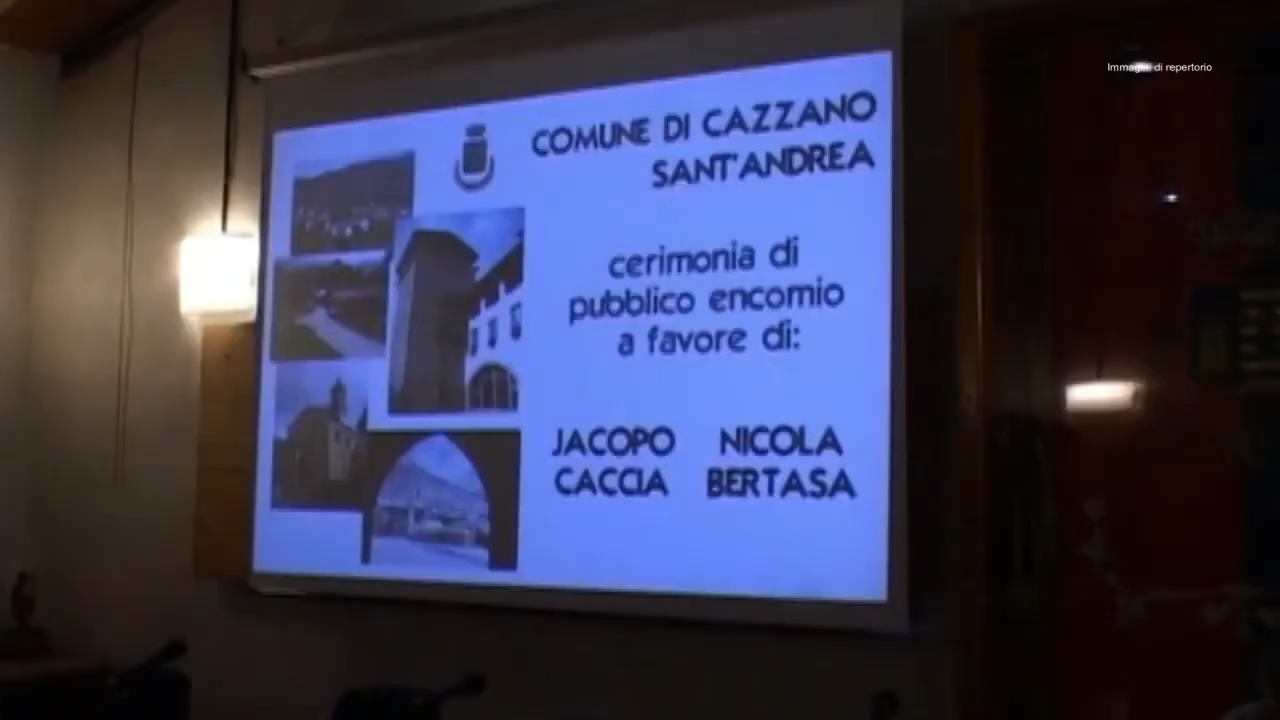 Immagini di repertorio
COMUNE DI CAZZANO
SANT'ANDREA
cerimonia di
pubblico encomio
a favore di:
JACOPO NICOLA
CACCIA BERTASA